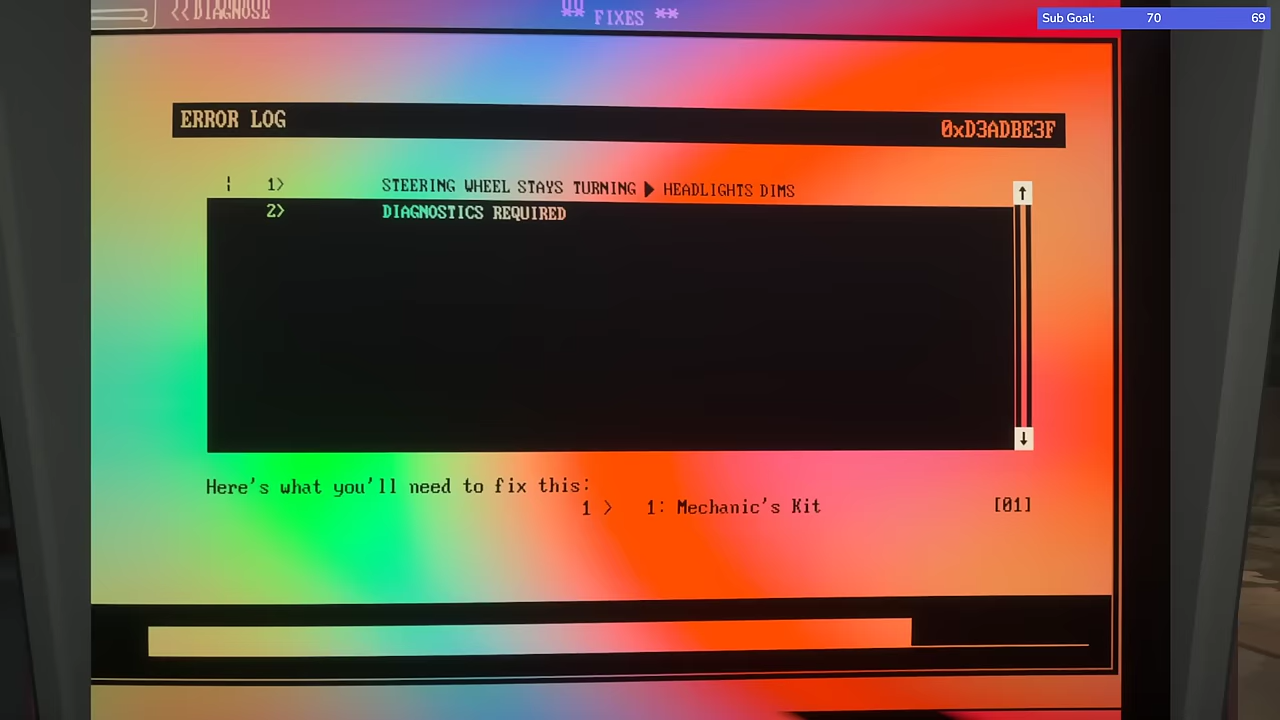 <<DIAGNOSE
** FIXES **
Sub Goal: 70 69
ERROR LOG 0xD3ADBE3F
¦ 1> STEERING WHEEL STAYS TURNING ▶ HEADLIGHTS DIMS
2> DIAGNOSTICS REQUIRED
↑
↓
Here's what you'll need to fix this:
1 > 1: Mechanic's Kit [01]